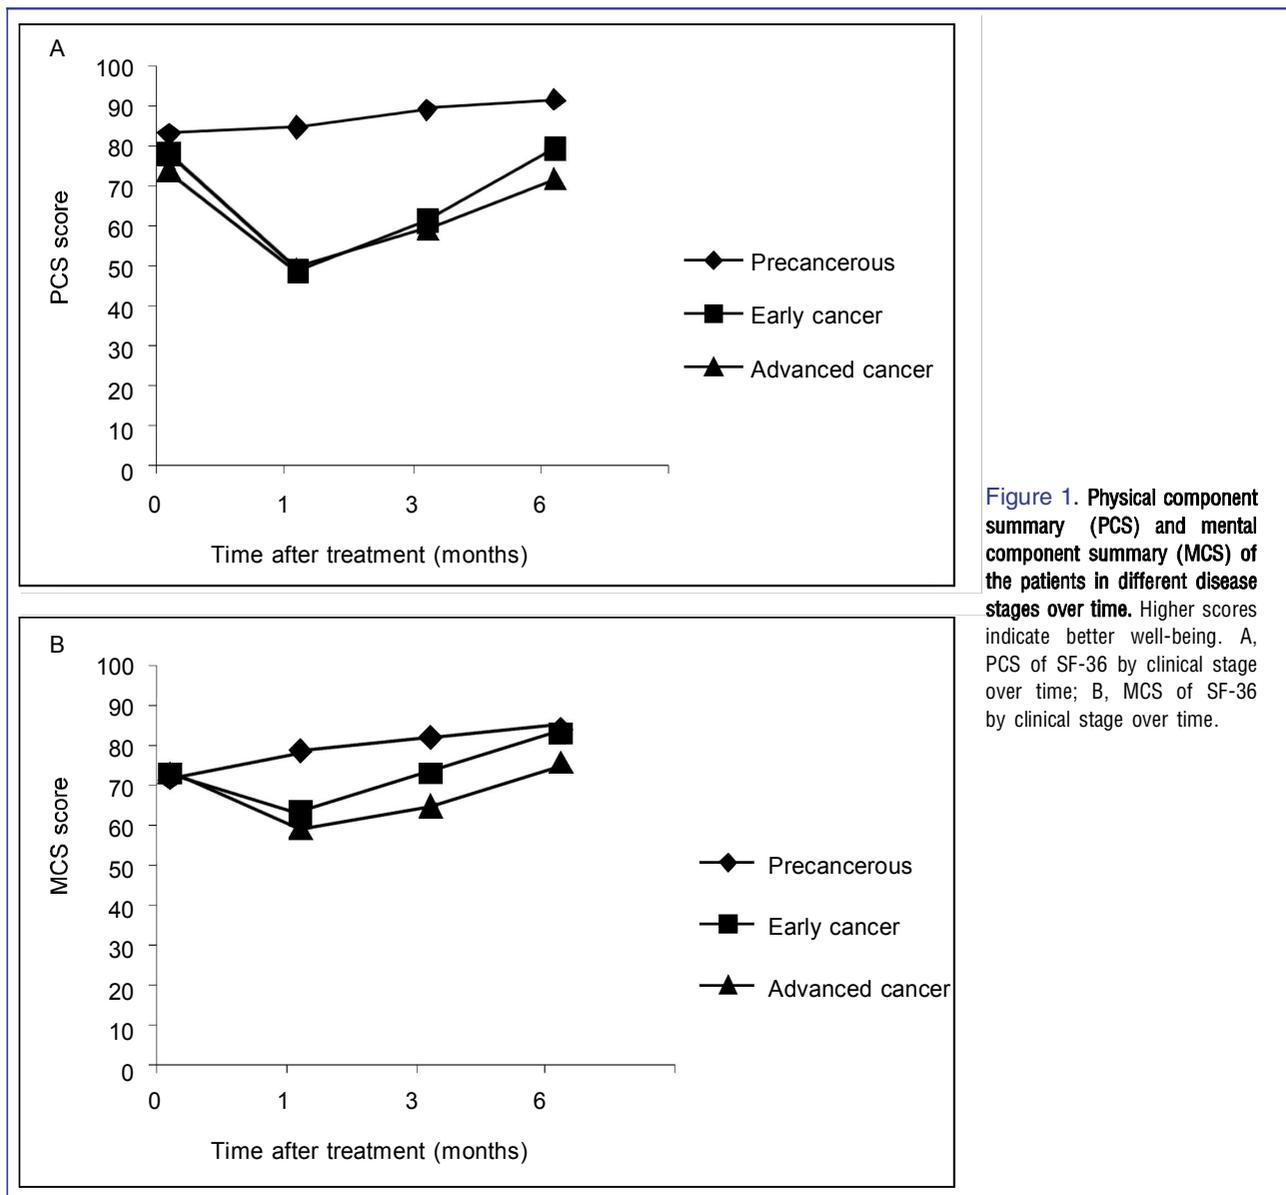 A
100
90
80
70
60
50
40
30
20
10
0
PCS score
0 1 3 6
Time after treatment (months)
Precancerous
Early cancer
Advanced cancer
B
100
90
80
70
60
50
40
30
20
10
0
MCS score
0 1 3 6
Time after treatment (months)
Precancerous
Early cancer
Advanced cancer
Figure 1. Physical component
summary (PCS) and mental
component summary (MCS) of
the patients in different disease
stages over time. Higher scores
indicate better well-being. A,
PCS of SF-36 by clinical stage
over time; B, MCS of SF-36
by clinical stage over time.